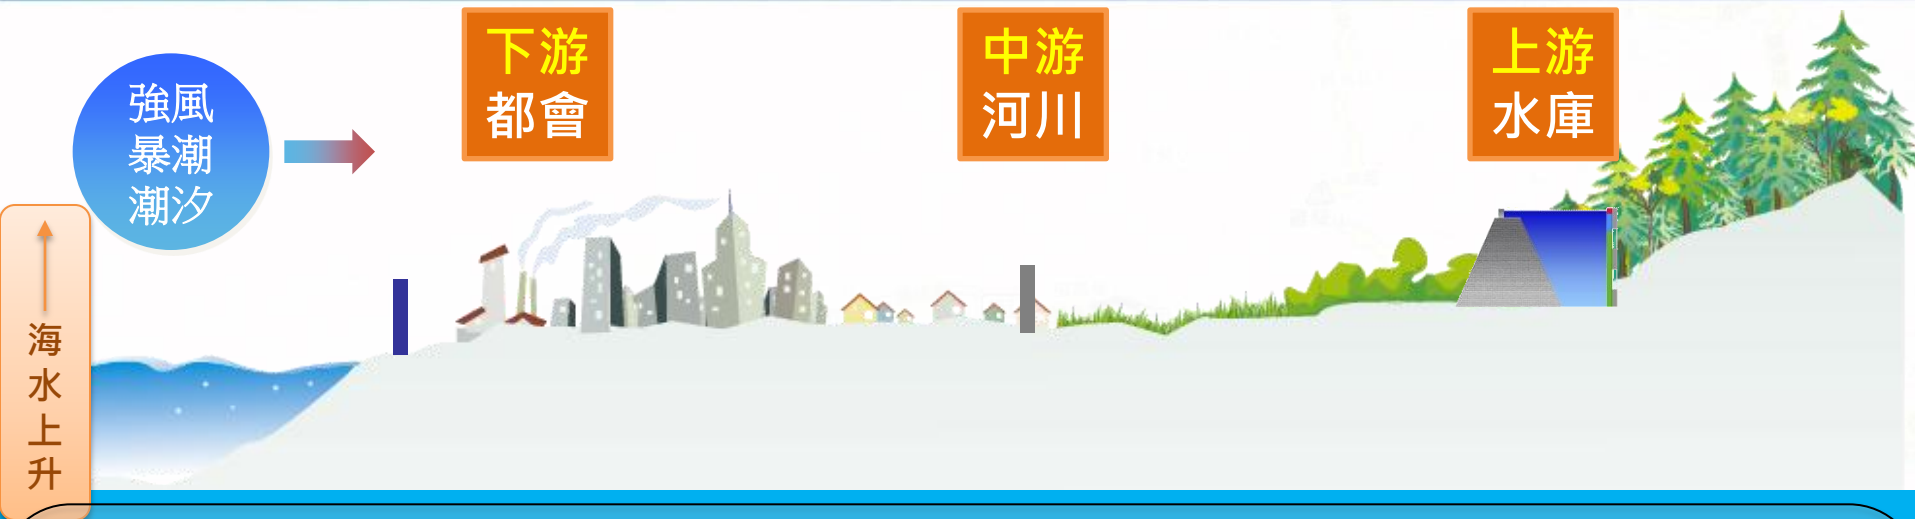 下游
都會
中游
河川
上游
水庫
強風
暴潮
潮汐
海
水
上
升